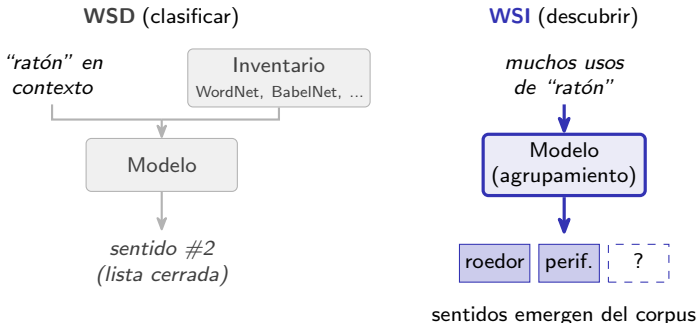 WSD (clasificar)
“ratón” en
contexto
Inventario
WordNet, BabelNet, ...
Modelo
sentido #2
(lista cerrada)
WSI (descubrir)
muchos usos
de “ratón”
Modelo
(agrupamiento)
roedor
perif.
?
sentidos emergen del corpus